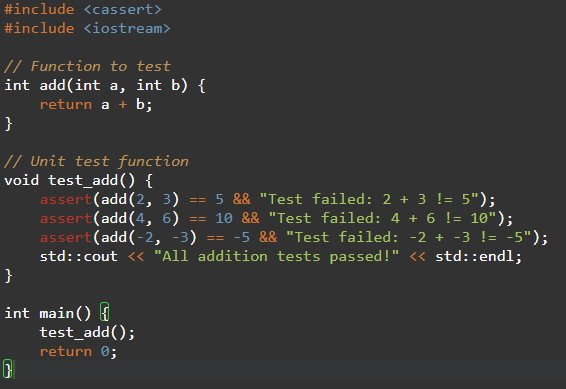 #include <cassert>
#include <iostream>

// Function to test
int add(int a, int b) {
    return a + b;
}

// Unit test function
void test_add() {
    assert(add(2, 3) == 5 && "Test failed: 2 + 3 != 5");
    assert(add(4, 6) == 10 && "Test failed: 4 + 6 != 10");
    assert(add(-2, -3) == -5 && "Test failed: -2 + -3 != -5");
    std::cout << "All addition tests passed!" << std::endl;
}

int main() {
    test_add();
    return 0;
}